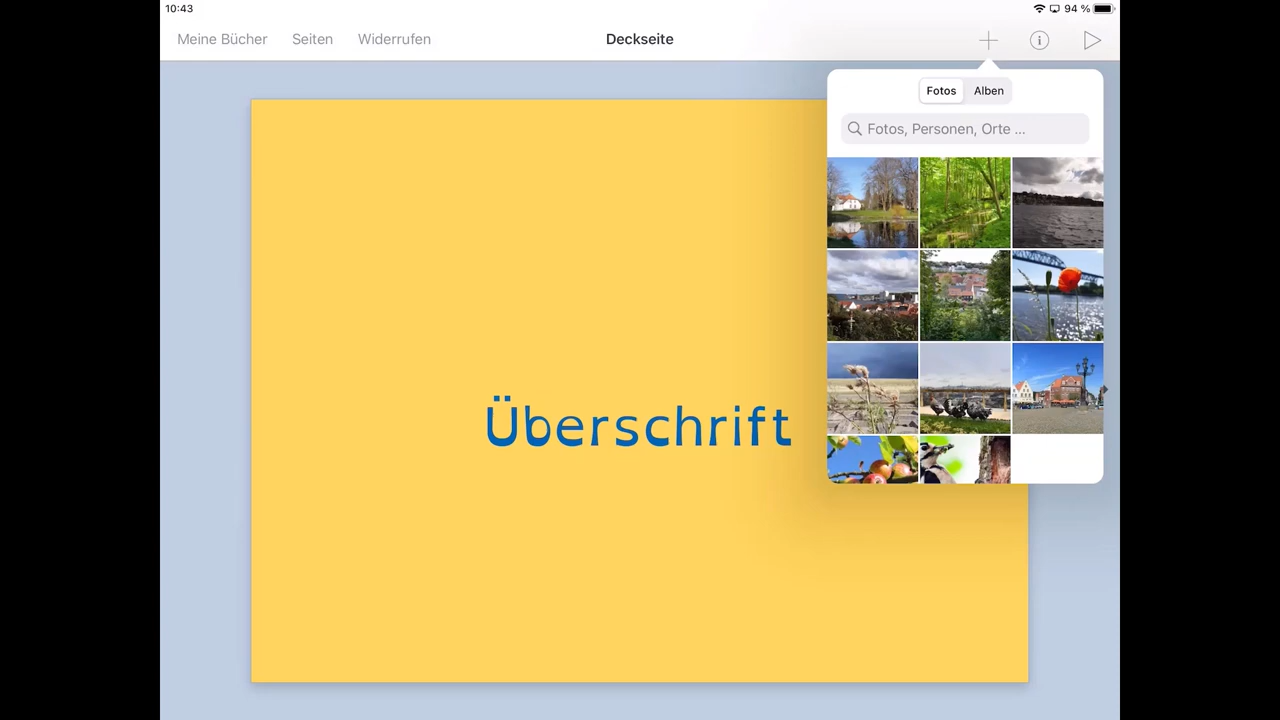 10:43
94 %
Meine Bücher Seiten Widerrufen Deckseite
Fotos Alben
Fotos, Personen, Orte ...
Überschrift